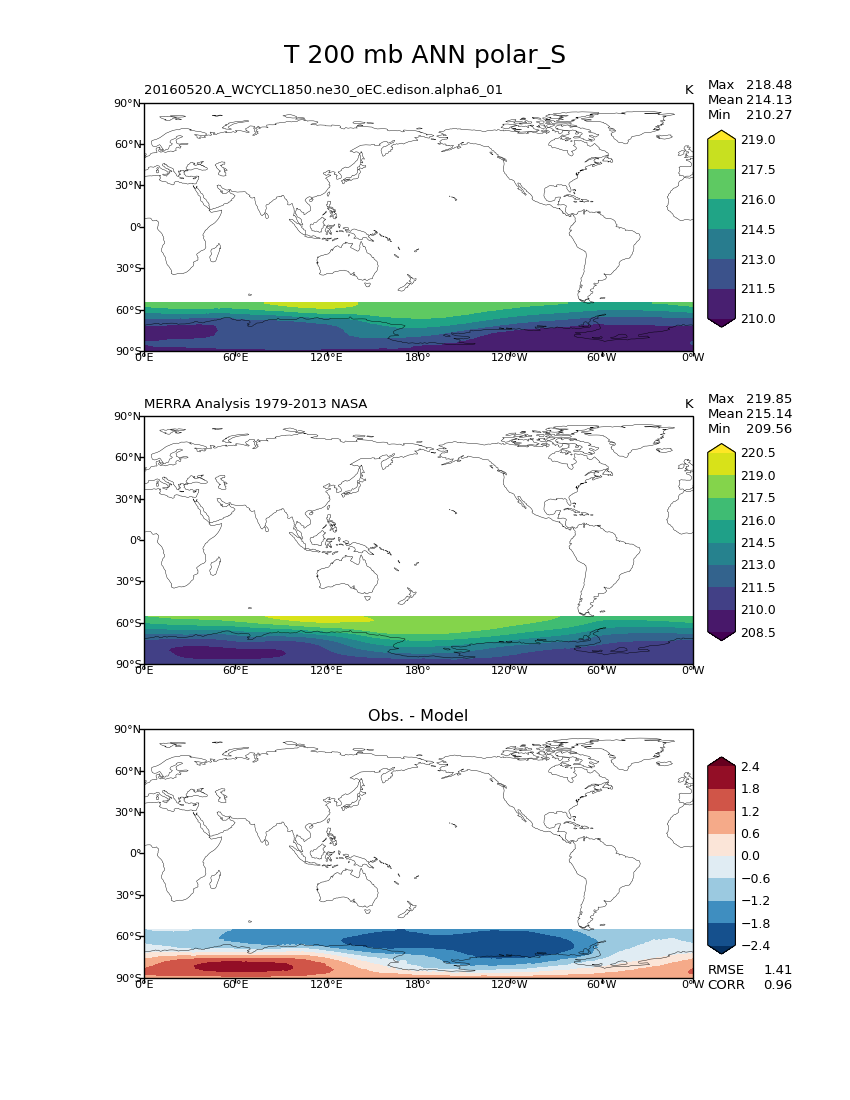 T 200 mb ANN polar_S
20160520.A_WCYCL1850.ne30_oEC.edison.alpha6_01 K
Max 218.48
Mean 214.13
Min 210.27
90°N
60°N
30°N
0°
30°S
60°S
90°S
0°E 60°E 120°E 180° 120°W 60°W 0°W
219.0
217.5
216.0
214.5
213.0
211.5
210.0
MERRA Analysis 1979-2013 NASA K
Max 219.85
Mean 215.14
Min 209.56
90°N
60°N
30°N
0°
30°S
60°S
90°S
0°E 60°E 120°E 180° 120°W 60°W 0°W
220.5
219.0
217.5
216.0
214.5
213.0
211.5
210.0
208.5
Obs. - Model
90°N
60°N
30°N
0°
30°S
60°S
90°S
0°E 60°E 120°E 180° 120°W 60°W 0°W
2.4
1.8
1.2
0.6
0.0
−0.6
−1.2
−1.8
−2.4
RMSE 1.41
CORR 0.96